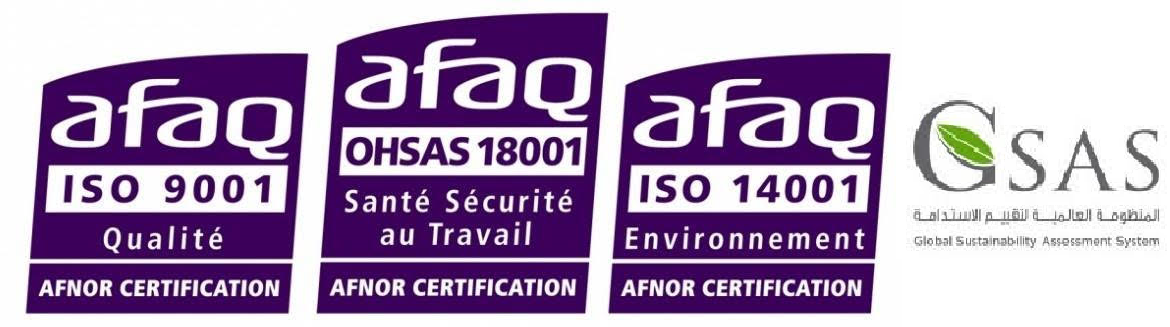 afaq
ISO 9001
Qualité
AFNOR CERTIFICATION
afaq
OHSAS 18001
Santé Sécurité
au Travail
AFNOR CERTIFICATION
afaq
ISO 14001
Environnement
AFNOR CERTIFICATION
GSAS
المنظومة العالمية لتقييم الاستدامة
Global Sustainability Assessment System